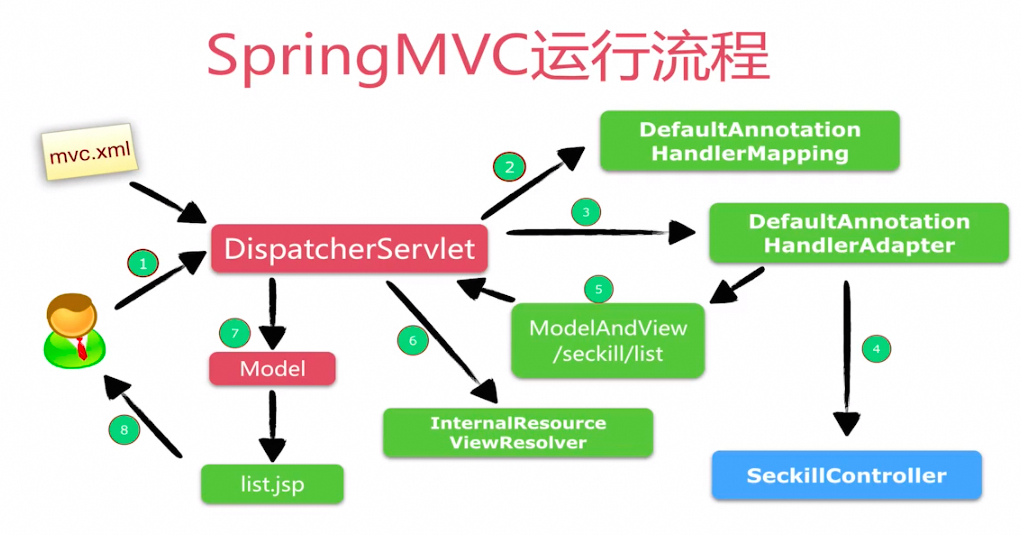 SpringMVC运行流程
mvc.xml
DefaultAnnotation
HandlerMapping
2
3
DefaultAnnotation
HandlerAdapter
DispatcherServlet
1
5
ModelAndView
/seckill/list
7
6
4
Model
InternalResource
ViewResolver
8
list.jsp
SeckillController